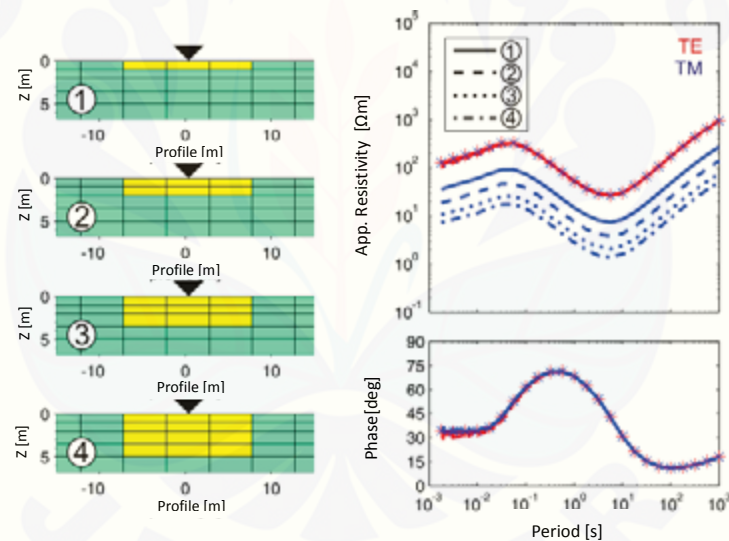 0
5
Z [m]
①
-10 0 10
Profile [m]
0
5
Z [m]
②
-10 0 10
Profile [m]
0
5
Z [m]
③
-10 0 10
Profile [m]
0
5
Z [m]
④
-10 0 10
Profile [m]
10⁵
10⁴
10³
10²
10¹
10⁰
10⁻¹
App. Resistivity [Ωm]
①
②
③
④
TE
TM
90
75
60
45
30
15
0
Phase[deg]
10⁻³ 10⁻² 10⁻¹ 10⁰ 10¹ 10² 10³
Period [s]